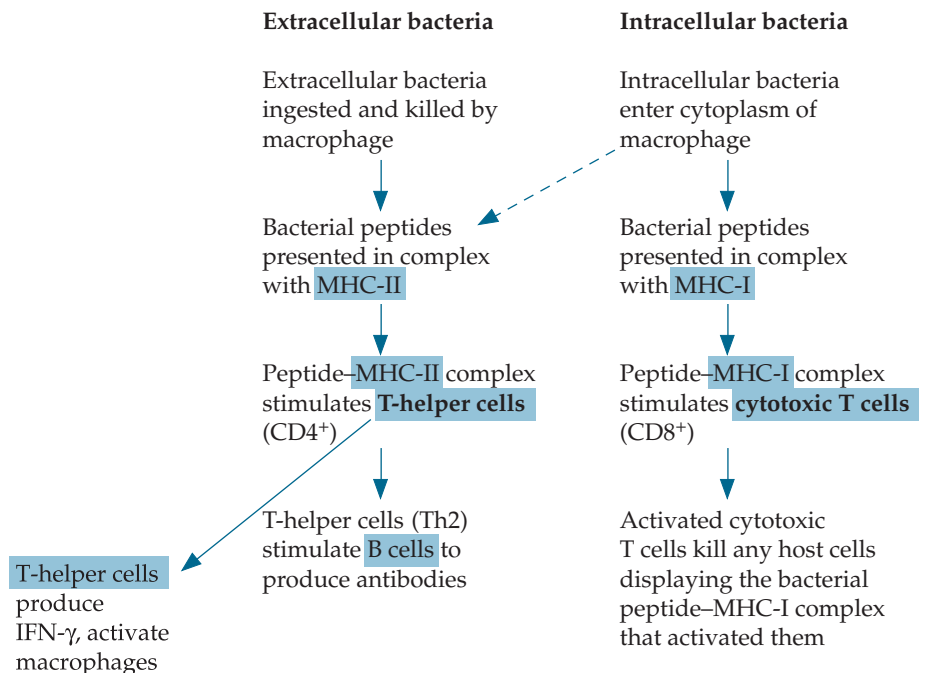 Extracellular bacteria
Extracellular bacteria
ingested and killed by
macrophage
Bacterial peptides
presented in complex
with MHC-II
Peptide–MHC-II complex
stimulates T-helper cells
(CD4⁺)
T-helper cells (Th2)
stimulate B cells to
produce antibodies
T-helper cells
produce
IFN-γ, activate
macrophages
Intracellular bacteria
Intracellular bacteria
enter cytoplasm of
macrophage
Bacterial peptides
presented in complex
with MHC-I
Peptide–MHC-I complex
stimulates cytotoxic T cells
(CD8⁺)
Activated cytotoxic
T cells kill any host cells
displaying the bacterial
peptide–MHC-I complex
that activated them